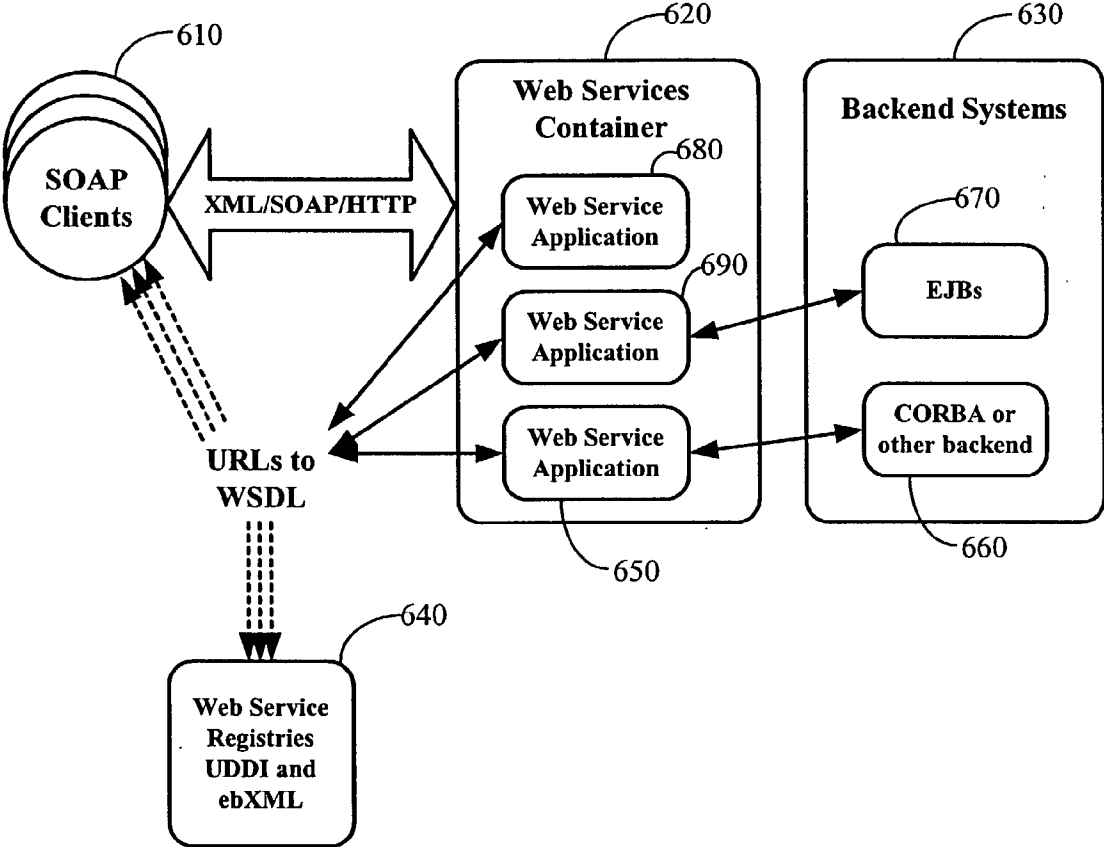 610
620
630
SOAP
Clients
XML/SOAP/HTTP
Web Services
Container
680
Web Service
Application
690
Web Service
Application
Web Service
Application
650
Backend Systems
670
EJBs
CORBA or
other backend
660
URLs to
WSDL
640
Web Service
Registries
UDDI and
ebXML